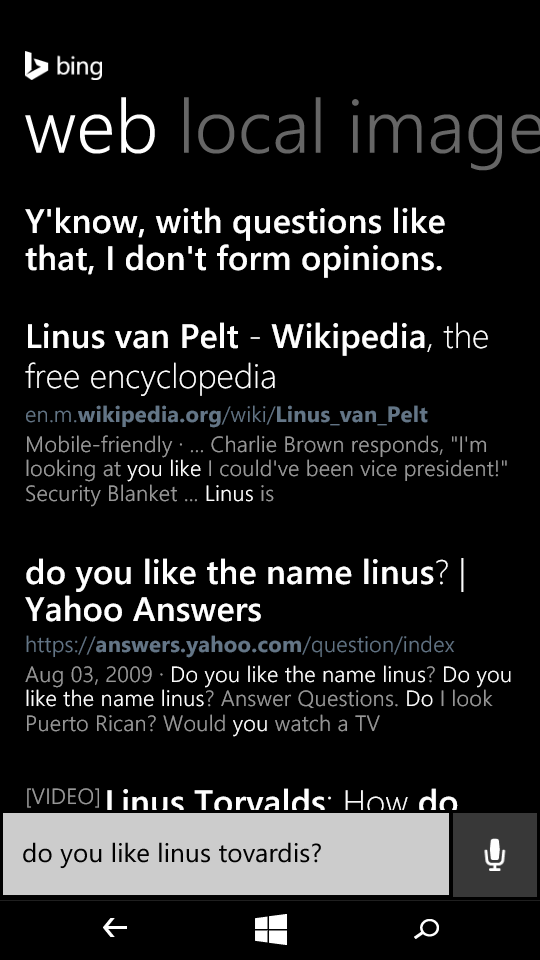 bing
web local image
Y'know, with questions like
that, I don't form opinions.
Linus van Pelt - Wikipedia, the
free encyclopedia
en.m.wikipedia.org/wiki/Linus_van_Pelt
Mobile-friendly · ... Charlie Brown responds, "I'm
looking at you like I could've been vice president!"
Security Blanket ... Linus is
do you like the name linus? |
Yahoo Answers
https://answers.yahoo.com/question/index
Aug 03, 2009 · Do you like the name linus? Do you
like the name linus? Answer Questions. Do I look
Puerto Rican? Would you watch a TV
[VIDEO] Linus Torvalds: How do
do you like linus tovardis?